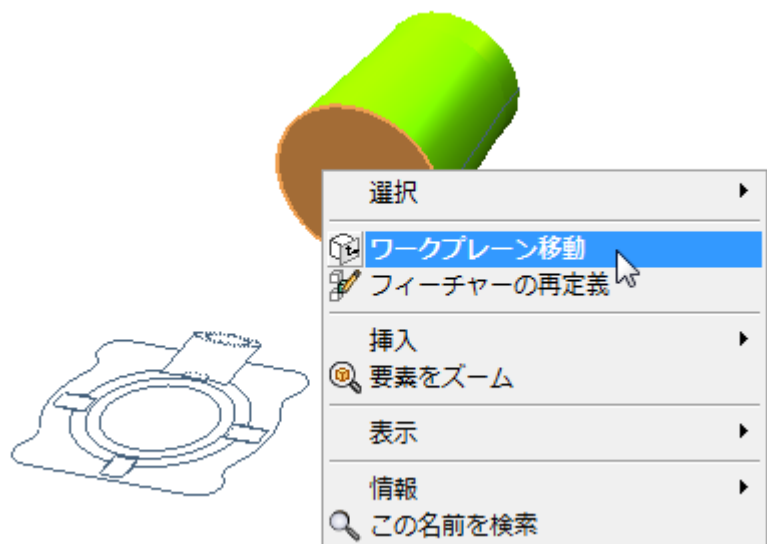 選択
ワークプレーン移動
フィーチャーの再定義
挿入
要素をズーム
表示
情報
この名前を検索